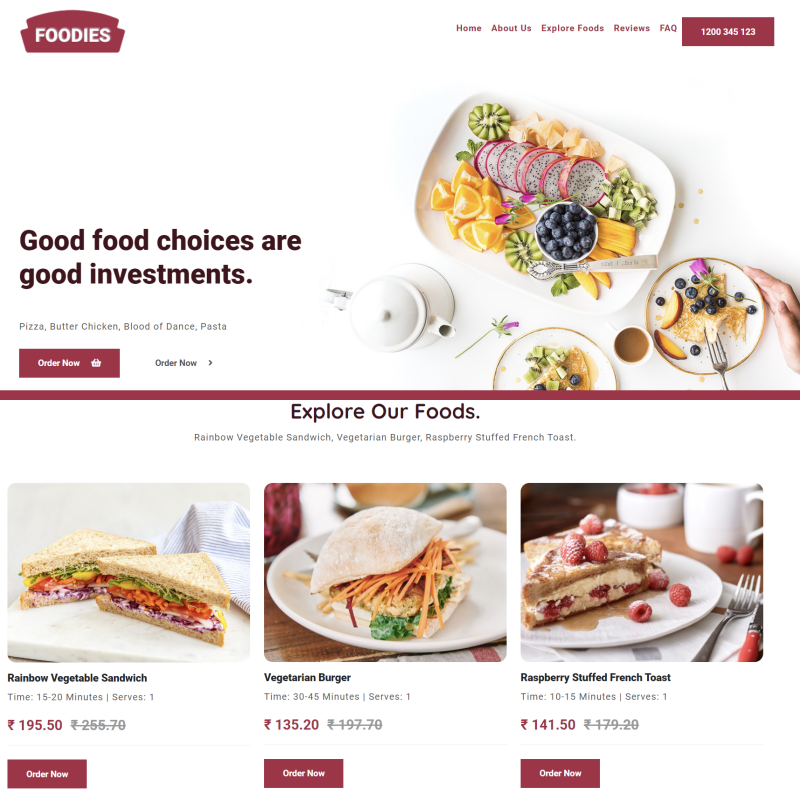 FOODIES
Home About Us Explore Foods Reviews FAQ 1200 345 123
Good food choices are
good investments.
Pizza, Butter Chicken, Blood of Dance, Pasta
Order Now Order Now
Explore Our Foods.
Rainbow Vegetable Sandwich, Vegetarian Burger, Raspberry Stuffed French Toast.
Rainbow Vegetable Sandwich
Time: 15-20 Minutes | Serves: 1
₹ 195.50 ₹ 255.70
Order Now
Vegetarian Burger
Time: 30-45 Minutes | Serves: 1
₹ 135.20 ₹ 197.70
Order Now
Raspberry Stuffed French Toast
Time: 10-15 Minutes | Serves: 1
₹ 141.50 ₹ 179.20
Order Now